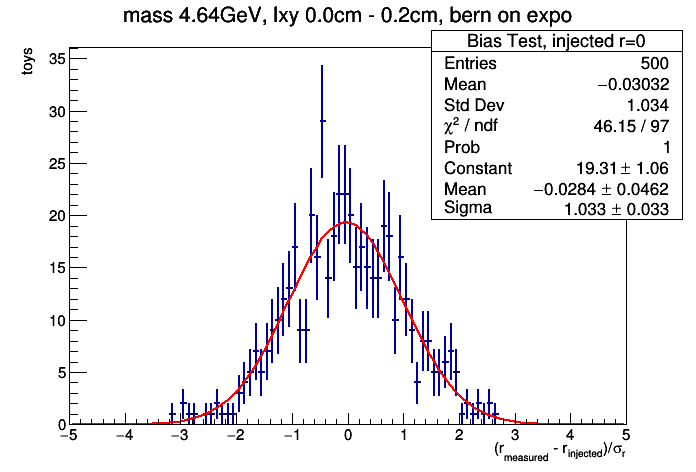 mass 4.64GeV, lxy 0.0cm - 0.2cm, bern on expo
Bias Test, injected r=0
Entries 500
Mean −0.03032
Std Dev 1.034
χ² / ndf 46.15 / 97
Prob 1
Constant 19.31 ± 1.06
Mean −0.0284 ± 0.0462
Sigma 1.033 ± 0.033
toys
35
30
25
20
15
10
5
0
−5 −4 −3 −2 −1 0 1 2 3 4 5
(r_measured - r_injected)/σ_r